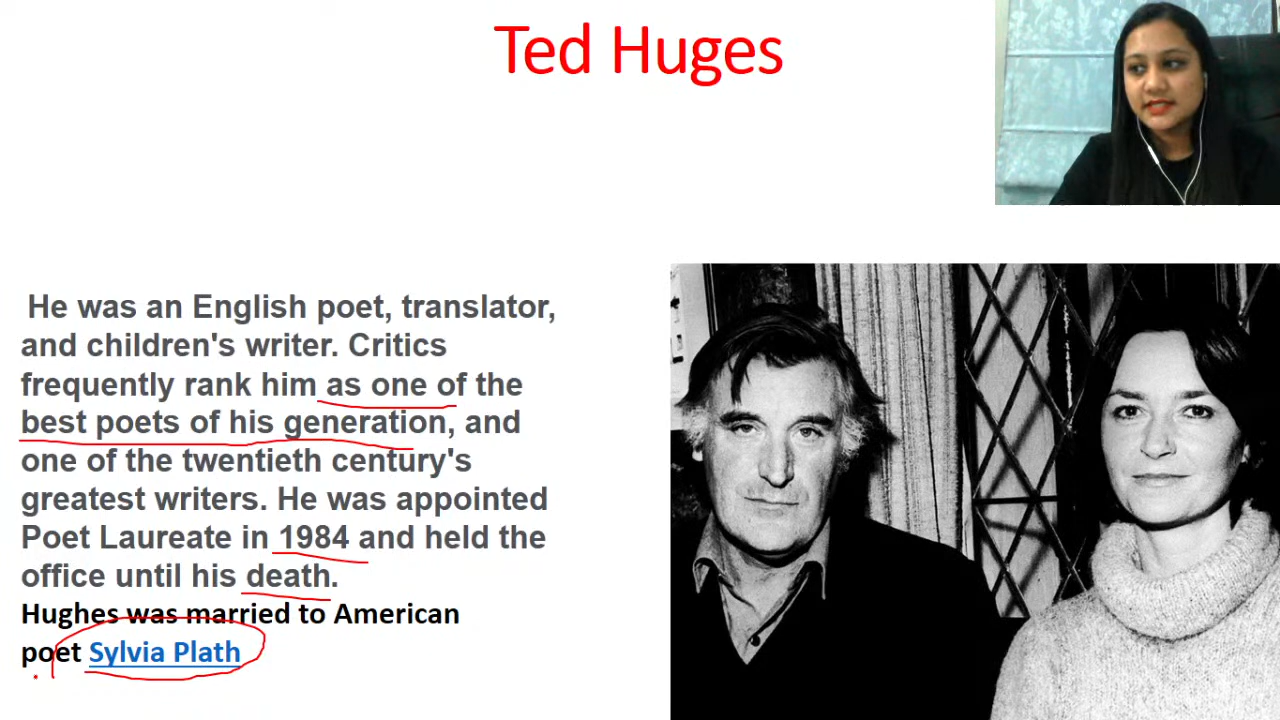 Ted Huges
He was an English poet, translator,
and children's writer. Critics
frequently rank him as one of the
best poets of his generation, and
one of the twentieth century's
greatest writers. He was appointed
Poet Laureate in 1984 and held the
office until his death.
Hughes was married to American
poet Sylvia Plath